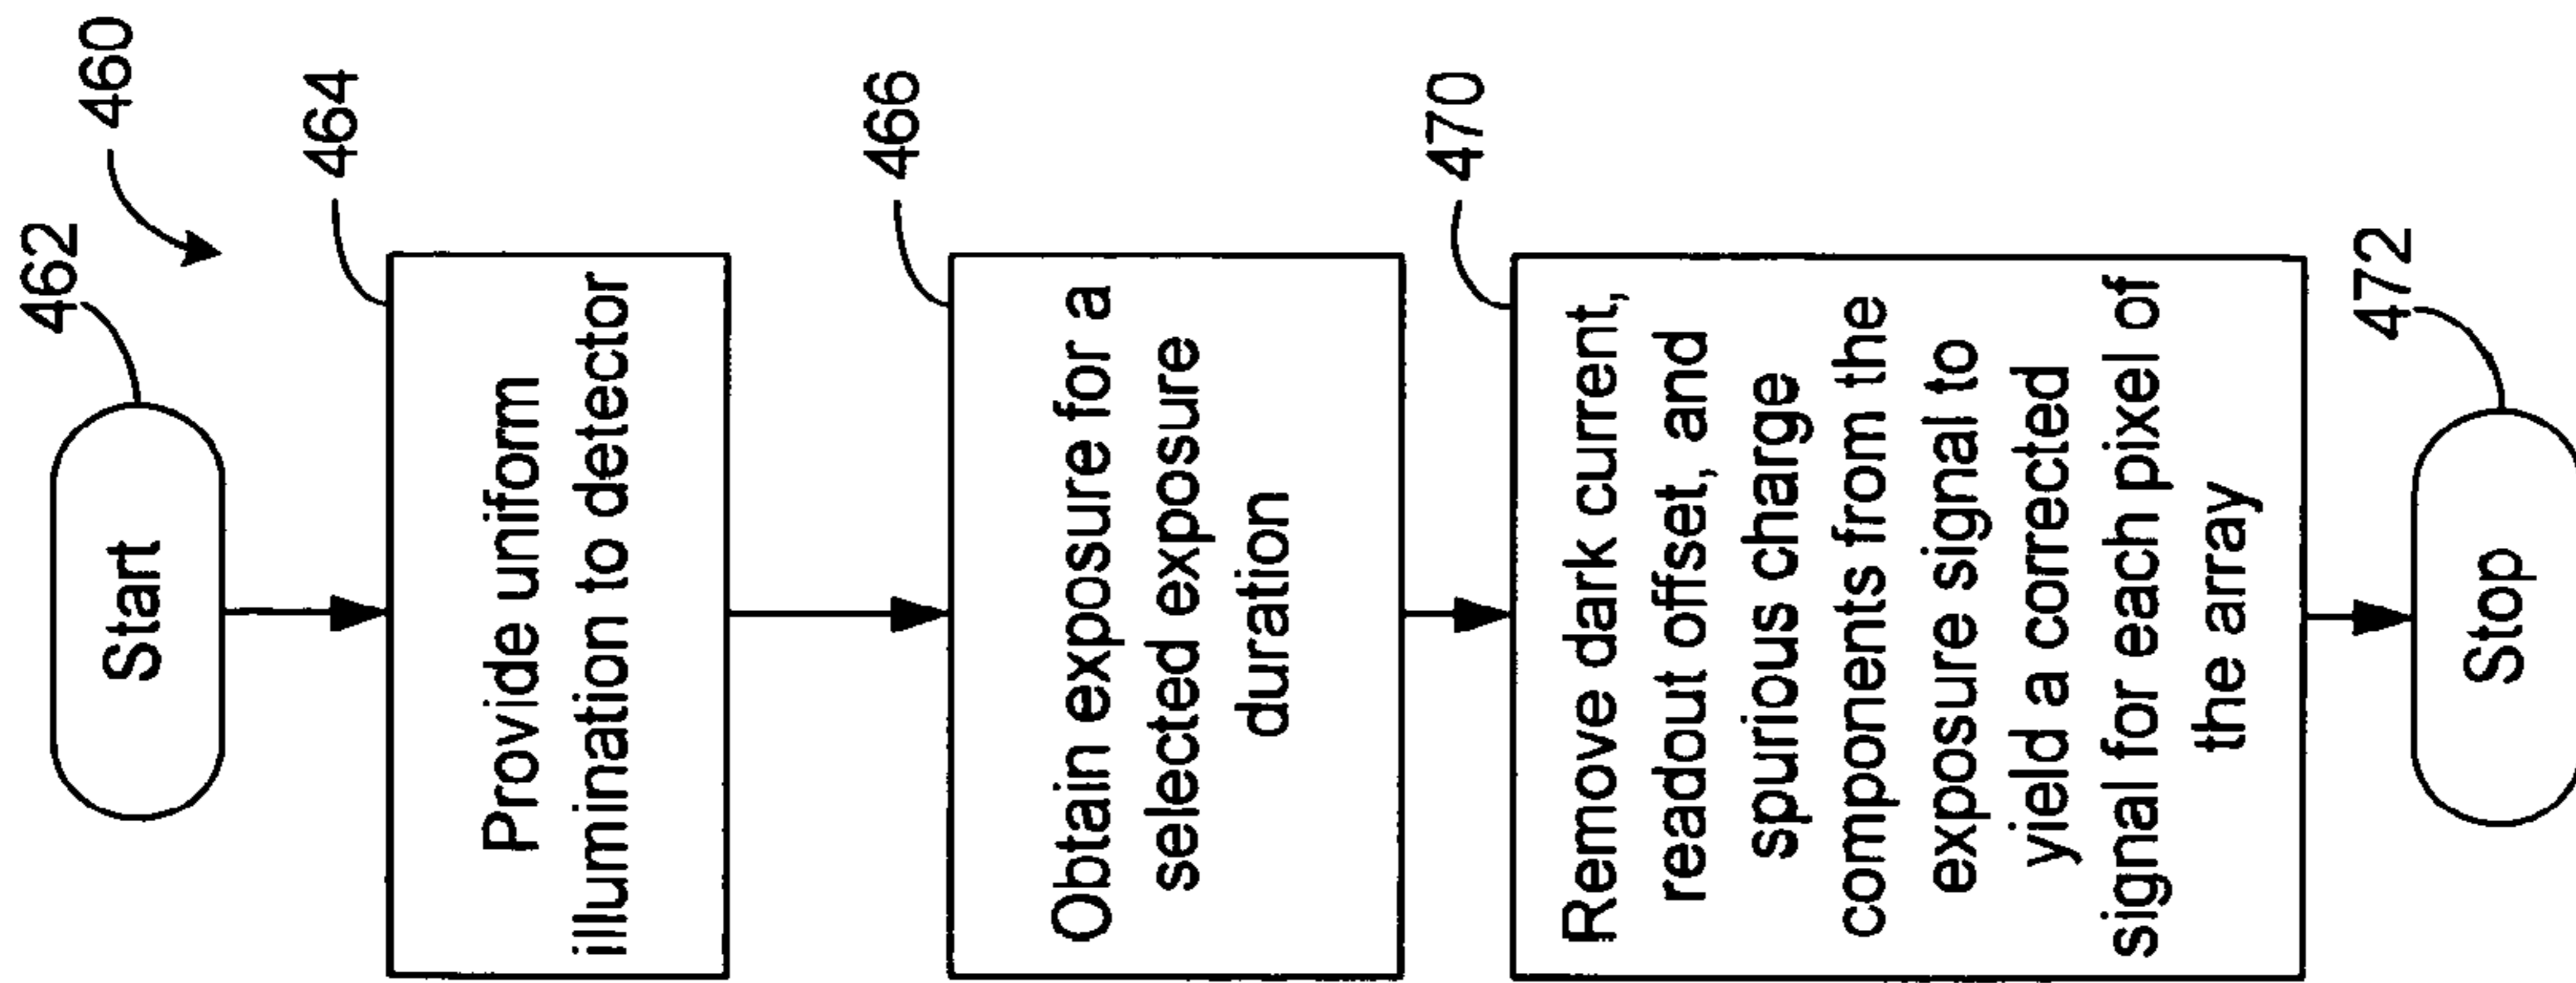 460
462
Start
464
Provide uniform
illumination to detector
466
Obtain exposure for a
selected exposure
duration
470
Remove dark current,
readout offset, and
spurious charge
components from the
exposure signal to
yield a corrected
signal for each pixel of
the array
472
Stop